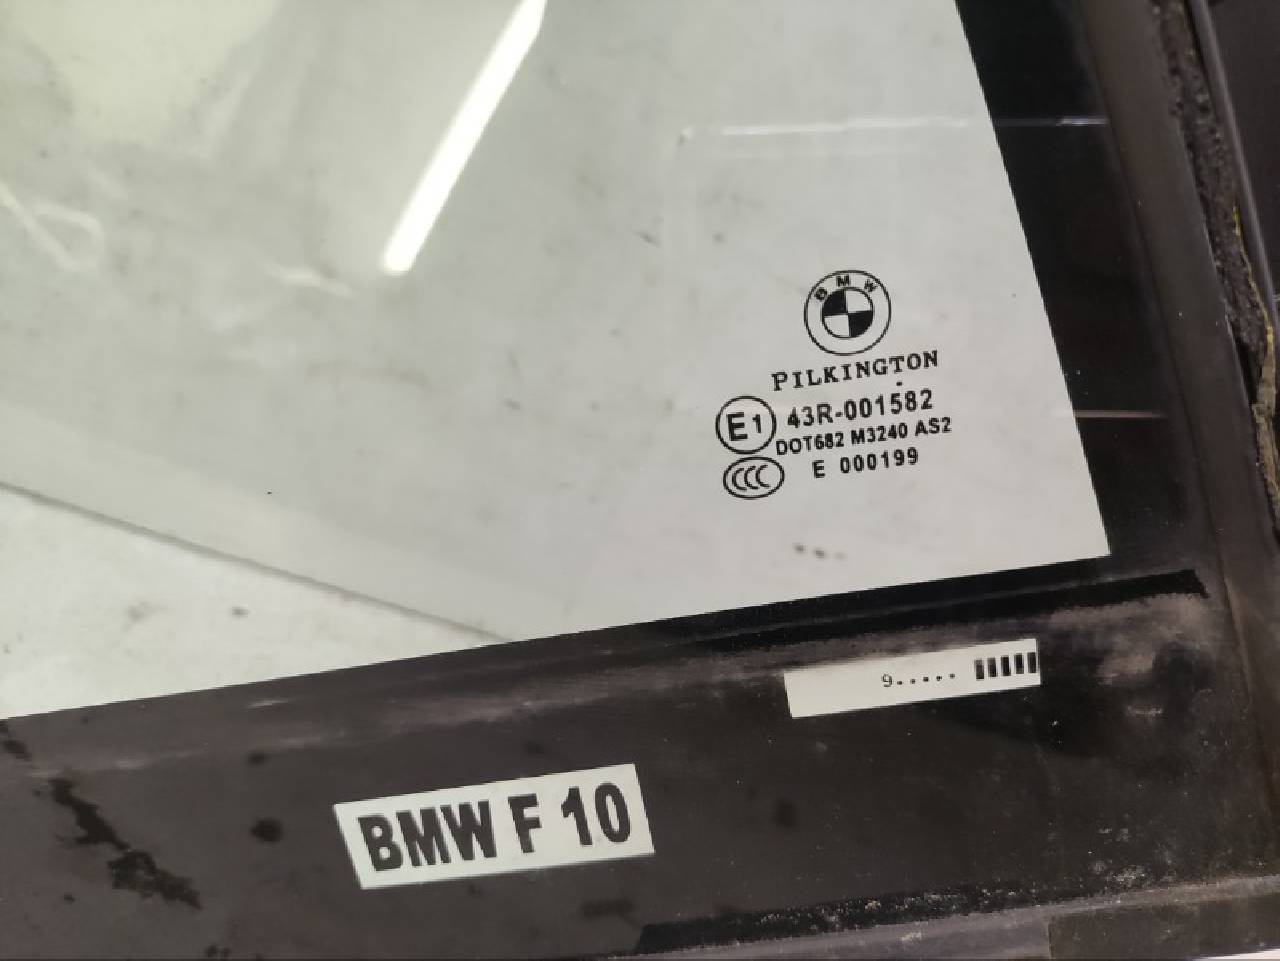 BMW
PILKINGTON
E1 43R-001582
DOT682 M3240 AS2
CCC E 000199
9.....
BMW F 10